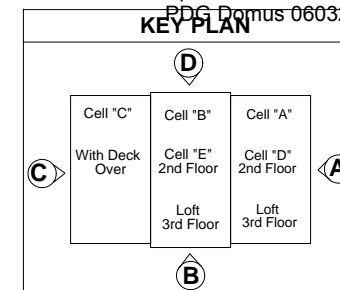 PDG Domus 06032
KEY PLAN
D
Cell "C"
Cell "B"
Cell "A"
With Deck
Over
Cell "E"
2nd Floor
Cell "D"
2nd Floor
C
A
Loft
3rd Floor
Loft
3rd Floor
B